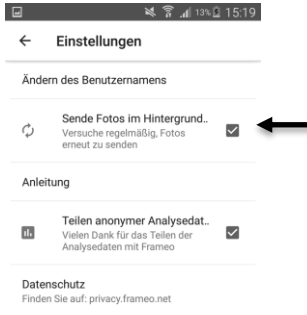 13% 15:19
Einstellungen
Ändern des Benutzernamens
Sende Fotos im Hintergrund..
Versuche regelmäßig, Fotos
erneut zu senden
Anleitung
Teilen anonymer Analysedat..
Vielen Dank für das Teilen der
Analysedaten mit Frameo
Datenschutz
Finden Sie auf: privacy.frameo.net